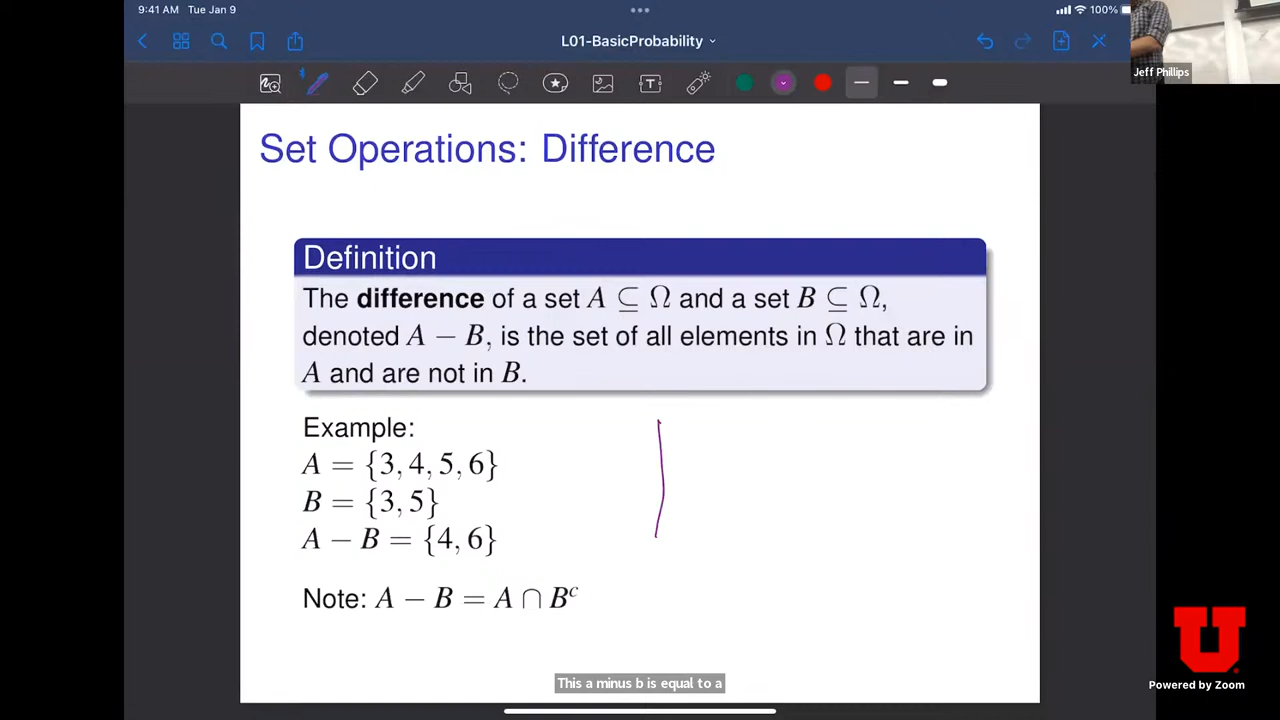 9:41 AM Tue Jan 9
100%
L01-BasicProbability
Jeff Phillips
Set Operations: Difference
Definition
The difference of a set A ⊆ Ω and a set B ⊆ Ω,
denoted A − B, is the set of all elements in Ω that are in
A and are not in B.
Example:
A = {3, 4, 5, 6}
B = {3, 5}
A − B = {4, 6}
Note: A − B = A ∩ Bᶜ
This a minus b is equal to a
U
Powered by Zoom